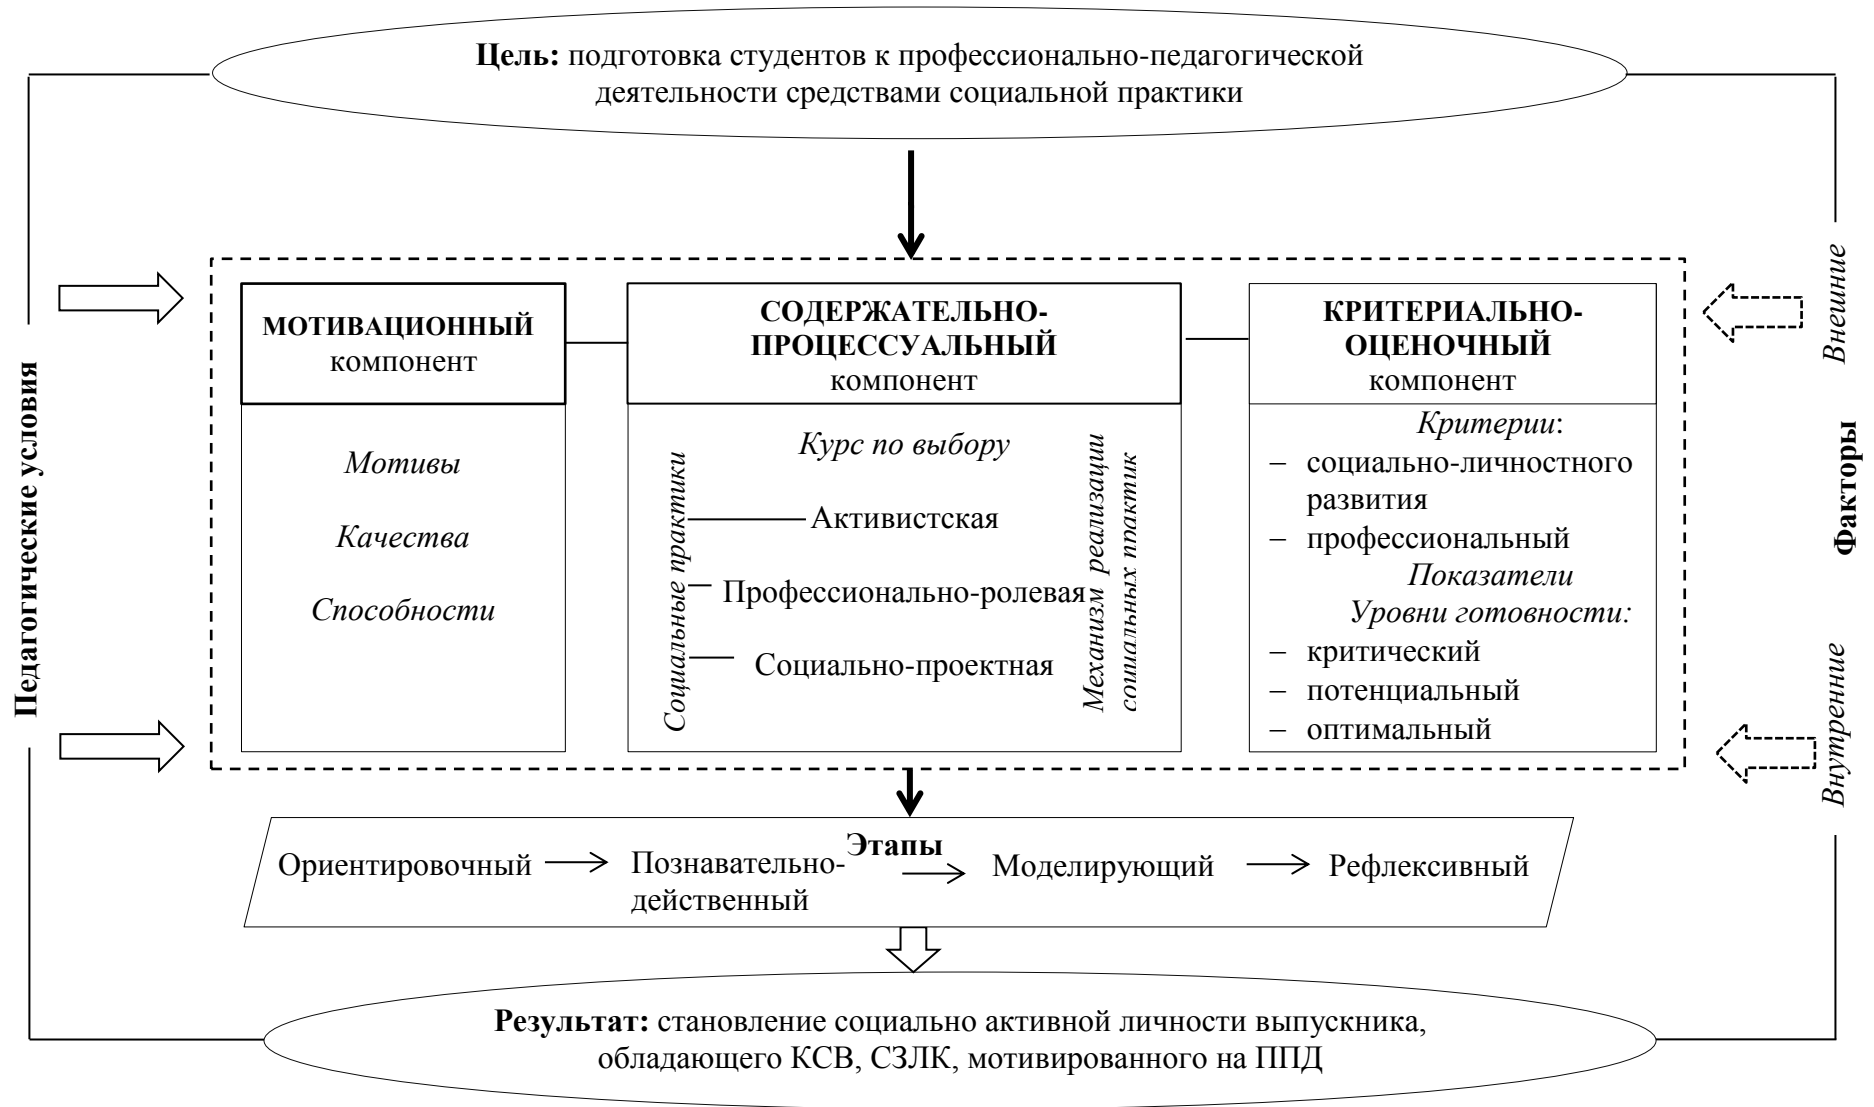 Цель: подготовка студентов к профессионально-педагогической
деятельности средствами социальной практики
Педагогические условия
МОТИВАЦИОННЫЙ
компонент
Мотивы
Качества
Способности
СОДЕРЖАТЕЛЬНО-
ПРОЦЕССУАЛЬНЫЙ
компонент
Курс по выбору
Социальные практики
Активистская
Профессионально-ролевая
Социально-проектная
Механизм реализации
социальных практик
КРИТЕРИАЛЬНО-
ОЦЕНОЧНЫЙ
компонент
Критерии:
– социально-личностного
развития
– профессиональный
Показатели
Уровни готовности:
– критический
– потенциальный
– оптимальный
Внешние
Факторы
Внутренние
Этапы
Ориентировочный
Познавательно-
действенный
Моделирующий
Рефлексивный
Результат: становление социально активной личности выпускника,
обладающего КСВ, СЗЛК, мотивированного на ППД